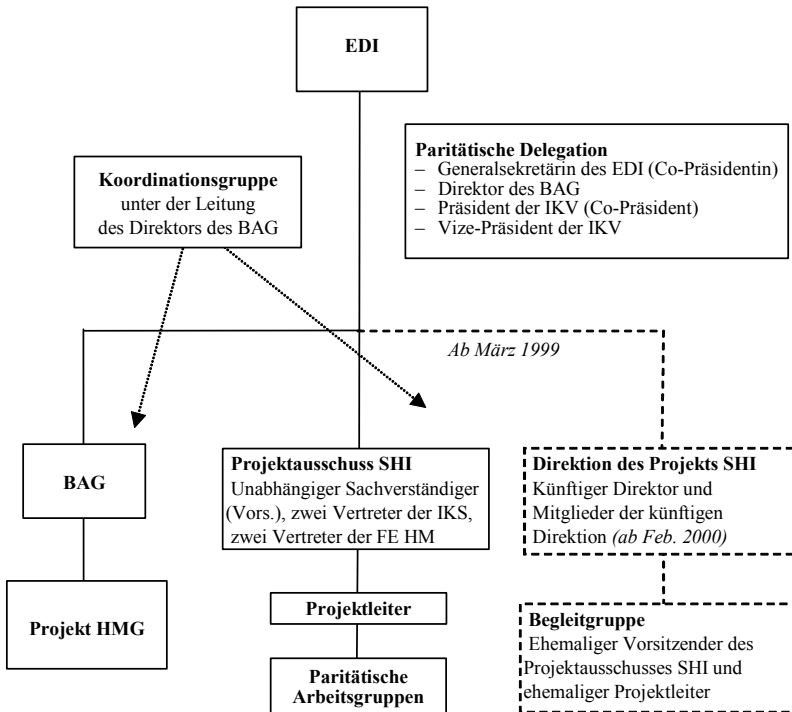 EDI
Paritätische Delegation
– Generalsekretärin des EDI (Co-Präsidentin)
– Direktor des BAG
– Präsident der IKV (Co-Präsident)
– Vize-Präsident der IKV
Koordinationsgruppe
unter der Leitung
des Direktors des BAG
Ab März 1999
BAG
Projektausschuss SHI
Unabhängiger Sachverständiger
(Vors.), zwei Vertreter der IKS,
zwei Vertreter der FE HM
Direktion des Projekts SHI
Künftiger Direktor und
Mitglieder der künftigen
Direktion (ab Feb. 2000)
Projekt HMG
Projektleiter
Paritätische
Arbeitsgruppen
Begleitgruppe
Ehemaliger Vorsitzender des
Projektausschusses SHI und
ehemaliger Projektleiter